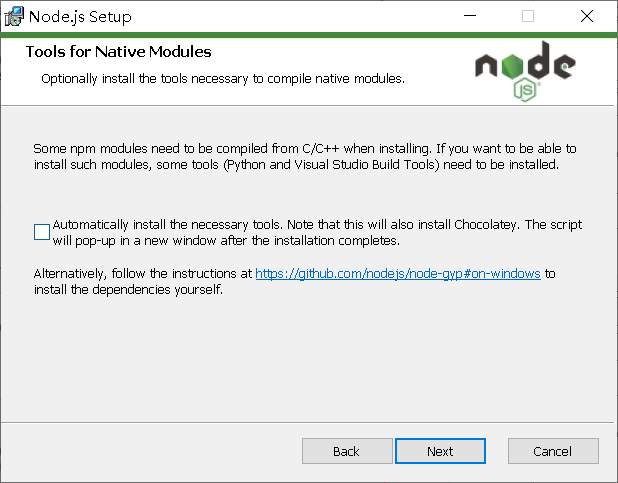 Node.js Setup
Tools for Native Modules
Optionally install the tools necessary to compile native modules.
node
JS
Some npm modules need to be compiled from C/C++ when installing. If you want to be able to
install such modules, some tools (Python and Visual Studio Build Tools) need to be installed.
Automatically install the necessary tools. Note that this will also install Chocolatey. The script
will pop-up in a new window after the installation completes.
Alternatively, follow the instructions at https://github.com/nodejs/node-gyp#on-windows to
install the dependencies yourself.
Back
Next
Cancel